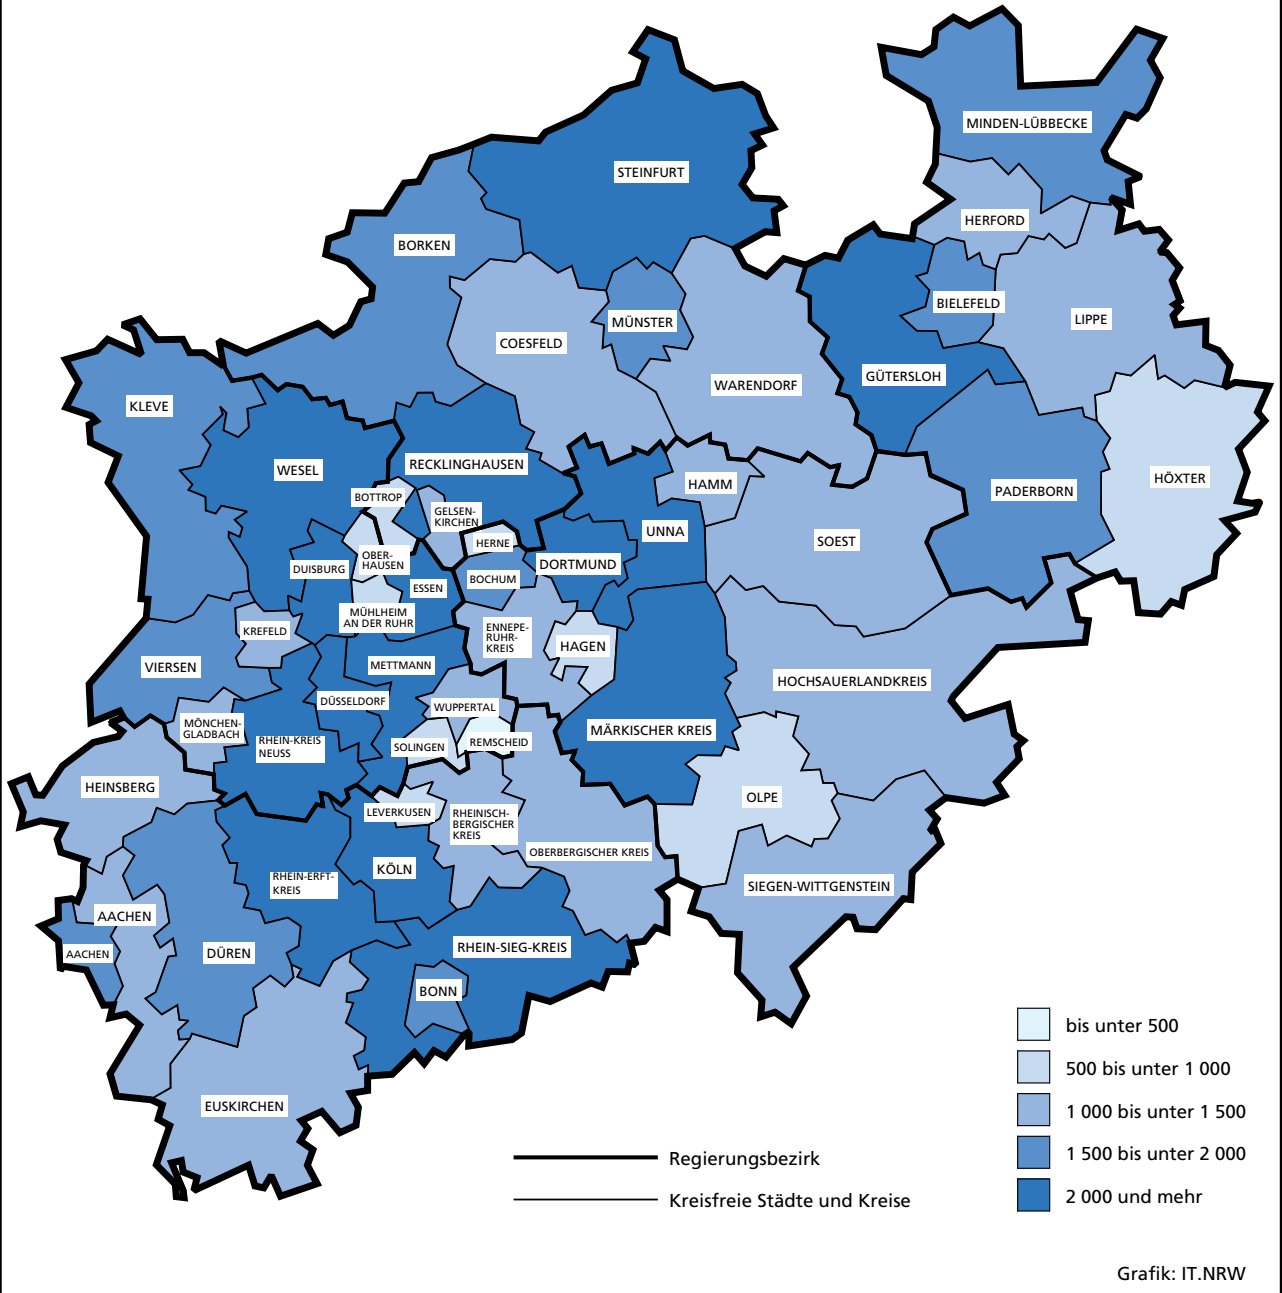 MINDEN-LÜBBECKE
STEINFURT
HERFORD
BORKEN
BIELEFELD
LIPPE
MÜNSTER
COESFELD
GÜTERSLOH
WARENDORF
KLEVE
RECKLINGHAUSEN
WESEL
HÖXTER
HAMM
PADERBORN
BOTTROP
GELSEN-
KIRCHEN
UNNA
SOEST
HERNE
OBER-
HAUSEN
DORTMUND
DUISBURG
BOCHUM
ESSEN
MÜHLHEIM
AN DER RUHR
KREFELD
ENNEPE-
RUHR-
KREIS
HAGEN
VIERSEN
METTMANN
HOCHSAUERLANDKREIS
DÜSSELDORF
WUPPERTAL
MÖNCHEN-
GLADBACH
MÄRKISCHER KREIS
RHEIN-KREIS
NEUSS
SOLINGEN
REMSCHEID
HEINSBERG
OLPE
LEVERKUSEN
RHEINISCH-
BERGISCHER
KREIS
OBERBERGISCHER KREIS
KÖLN
RHEIN-ERFT-
KREIS
SIEGEN-WITTGENSTEIN
AACHEN
AACHEN
DÜREN
RHEIN-SIEG-KREIS
BONN
EUSKIRCHEN
bis unter 500
500 bis unter 1 000
1 000 bis unter 1 500
1 500 bis unter 2 000
2 000 und mehr
Regierungsbezirk
Kreisfreie Städte und Kreise
Grafik: IT.NRW